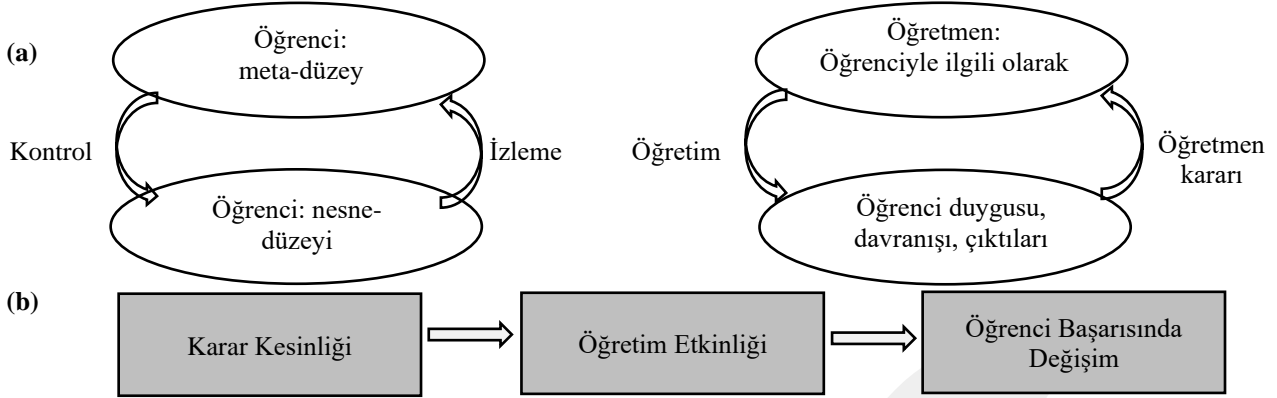 (a)
Öğrenci:
meta-düzey
Kontrol
İzleme
Öğrenci: nesne-
düzeyi
Öğretmen:
Öğrenciyle ilgili olarak
Öğretim
Öğretmen
kararı
Öğrenci duygusu,
davranışı, çıktıları
(b)
Karar Kesinliği
Öğretim Etkinliği
Öğrenci Başarısında
Değişim